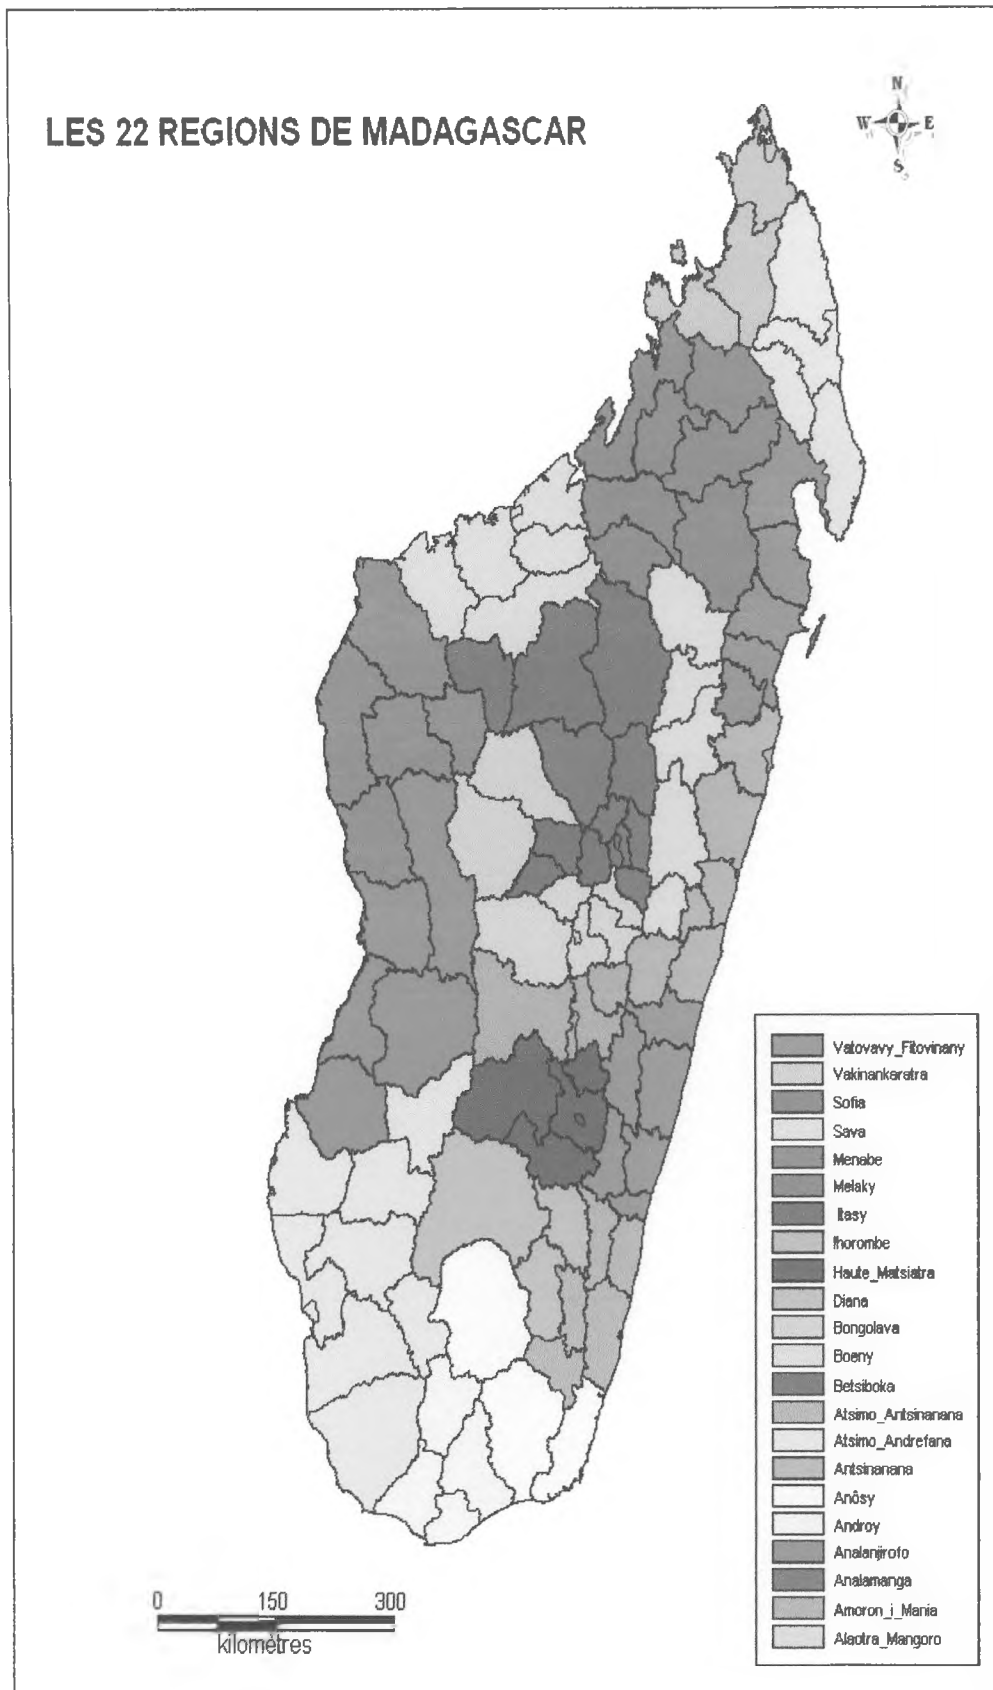 N
LES 22 REGIONS DE MADAGASCAR
W E
S
Vatovavy_Fitovinany
Vakinankaratra
Sofia
Sava
Menabe
Melaky
Itasy
Ihorombe
Haute_Matsiatra
Diana
Bongolava
Boeny
Betsiboka
Atsimo_Antsinanana
Atsimo_Andrefana
Antsinanana
Anôsy
Androy
Analanjirofo
Analamanga
Amoron_i_Mania
Alaotra_Mangoro
0 150 300
kilomètres